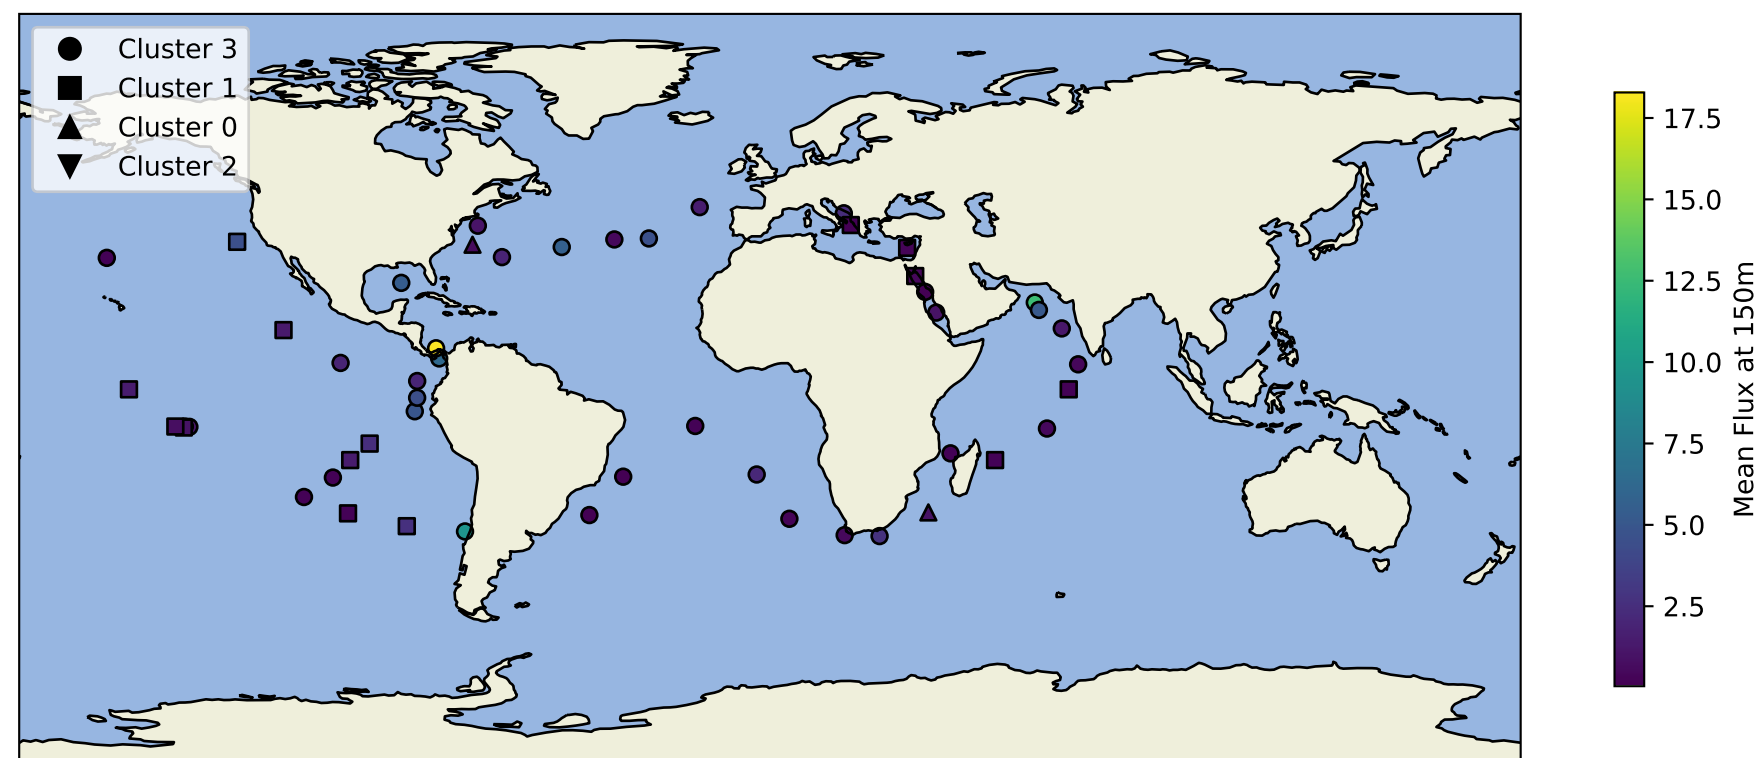 Cluster 3
Cluster 1
Cluster 0
Cluster 2
17.5
15.0
12.5
10.0
7.5
5.0
2.5
Mean Flux at 150m